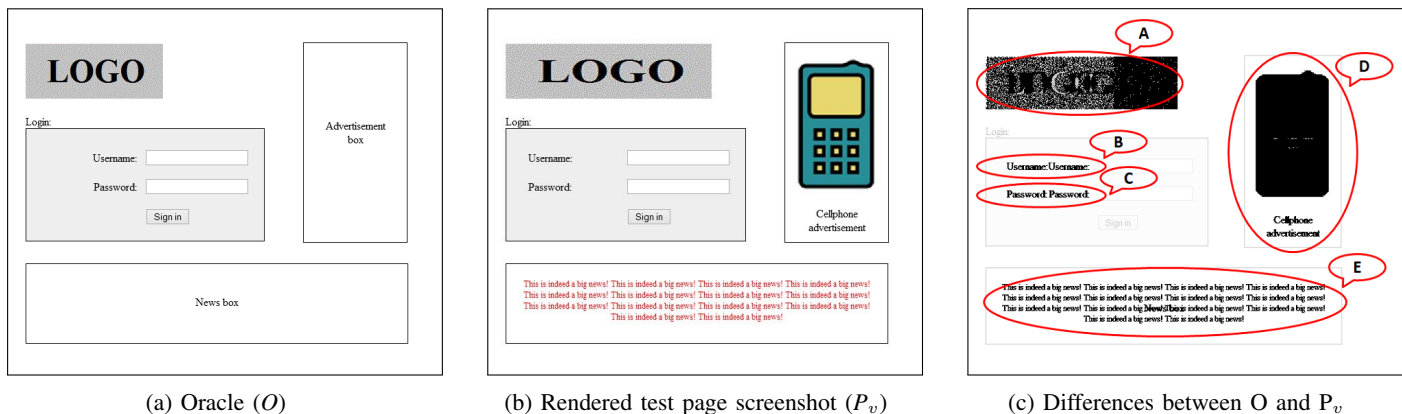 LOGO
Login:
Username:
Password:
Sign in
Advertisement
box
News box
(a) Oracle (O)
LOGO
Login:
Username:
Password:
Sign in
Cellphone
advertisement
This is indeed a big news! This is indeed a big news! This is indeed a big news! This is indeed a big news!
This is indeed a big news! This is indeed a big news! This is indeed a big news! This is indeed a big news!
This is indeed a big news! This is indeed a big news! This is indeed a big news! This is indeed a big news!
This is indeed a big news! This is indeed a big news!
(b) Rendered test page screenshot (Pv)
A
D
Login:
B
Username:Username:
C
Password:Password:
Sign in
Cellphone
advertisement
E
This is indeed a big news! This is indeed a big news! This is indeed a big news! This is indeed a big news!
This is indeed a big news! This is indeed a big news! This is indeed a big news! This is indeed a big news!
This is indeed a big news! This is indeed a big This is indeed a big news! This is indeed a big news!
This is indeed a big news! This is indeed a big news!
(c) Differences between O and Pv